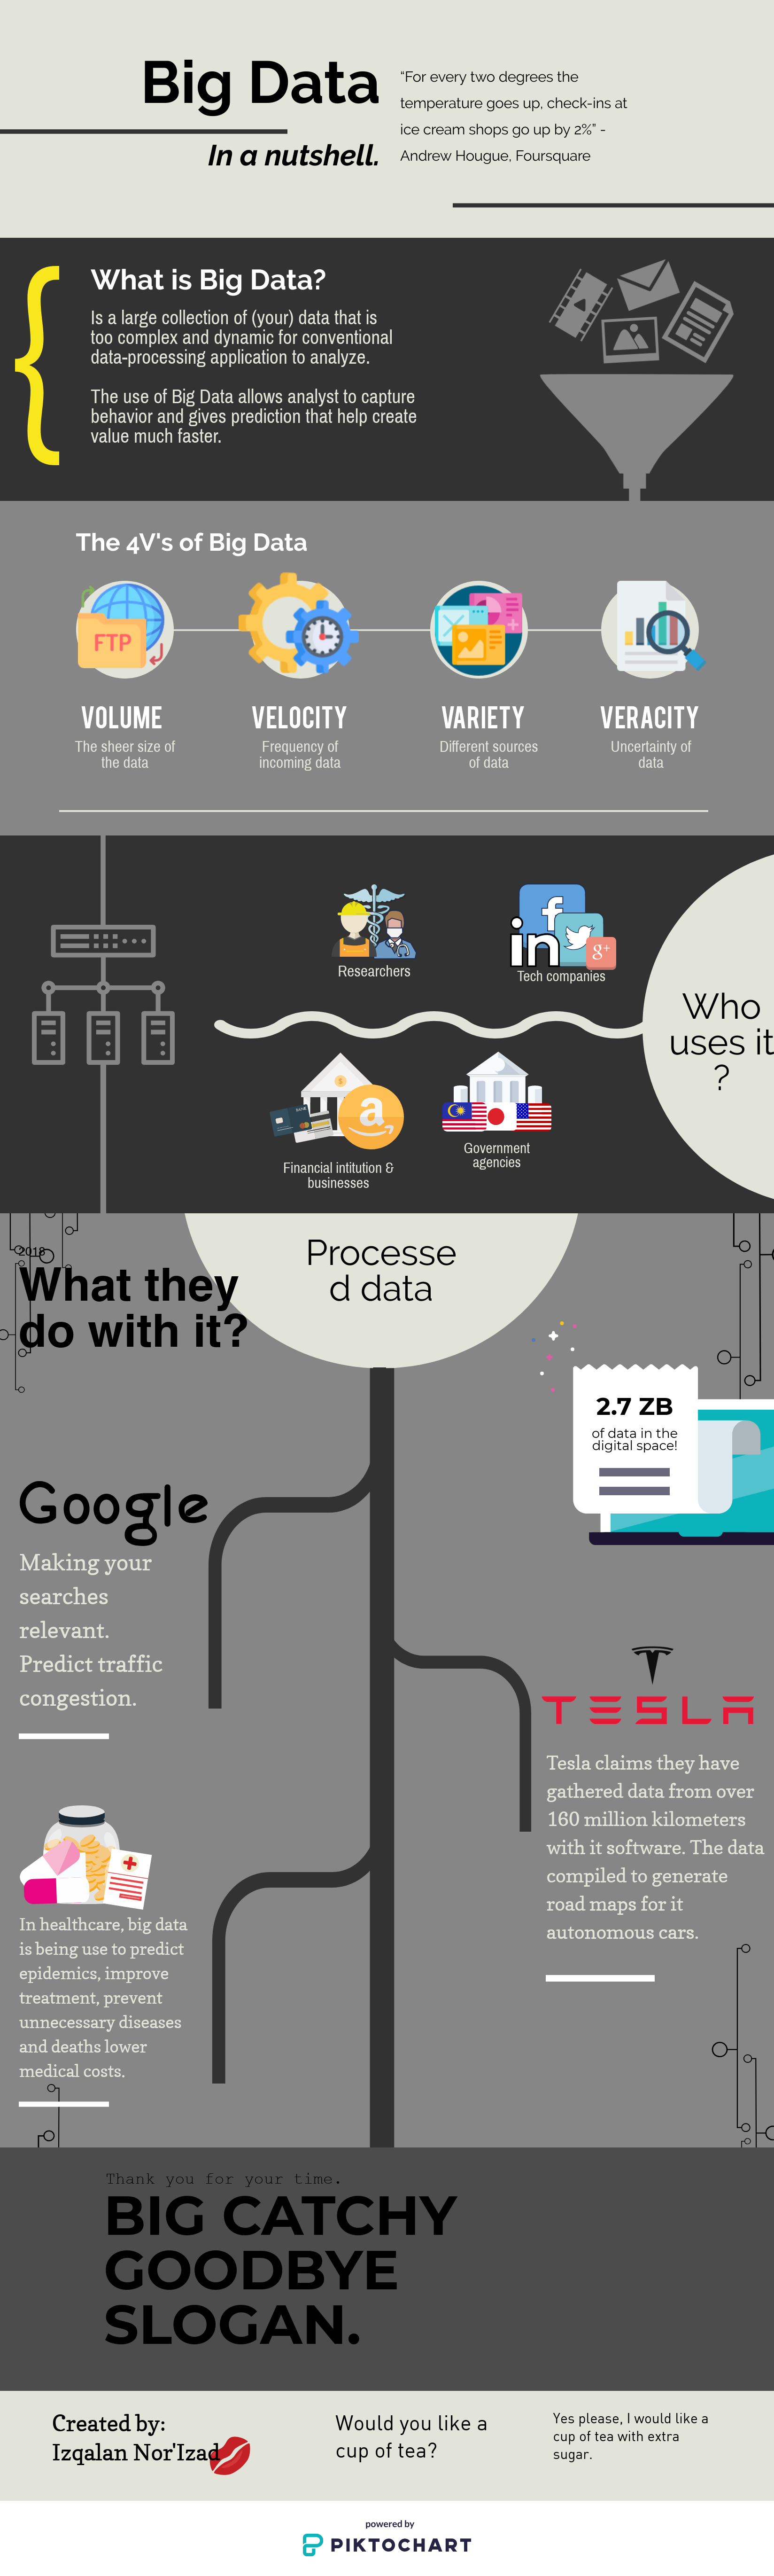 Big Data
In a nutshell.
“For every two degrees the
temperature goes up, check-ins at
ice cream shops go up by 2%” -
Andrew Hougue, Foursquare
What is Big Data?
Is a large collection of (your) data that is
too complex and dynamic for conventional
data-processing application to analyze.
The use of Big Data allows analyst to capture
behavior and gives prediction that help create
value much faster.
The 4V's of Big Data
FTP
VOLUME
The sheer size of
the data
VELOCITY
Frequency of
incoming data
VARIETY
Different sources
of data
VERACITY
Uncertainty of
data
Researchers
f
in
g+
Tech companies
Who
uses it
?
$
a
Financial intitution &
businesses
Government
agencies
2018
What they
do with it?
Processe
d data
2.7 ZB
of data in the
digital space!
Google
Making your
searches
relevant.
Predict traffic
congestion.
TESLA
Tesla claims they have
gathered data from over
160 million kilometers
with it software. The data
compiled to generate
road maps for it
autonomous cars.
In healthcare, big data
is being use to predict
epidemics, improve
treatment, prevent
unnecessary diseases
and deaths lower
medical costs.
Thank you for your time.
BIG CATCHY
GOODBYE
SLOGAN.
Created by:
Izqalan Nor'Izad
Would you like a
cup of tea?
Yes please, I would like a
cup of tea with extra
sugar.
powered by
PIKTOCHART